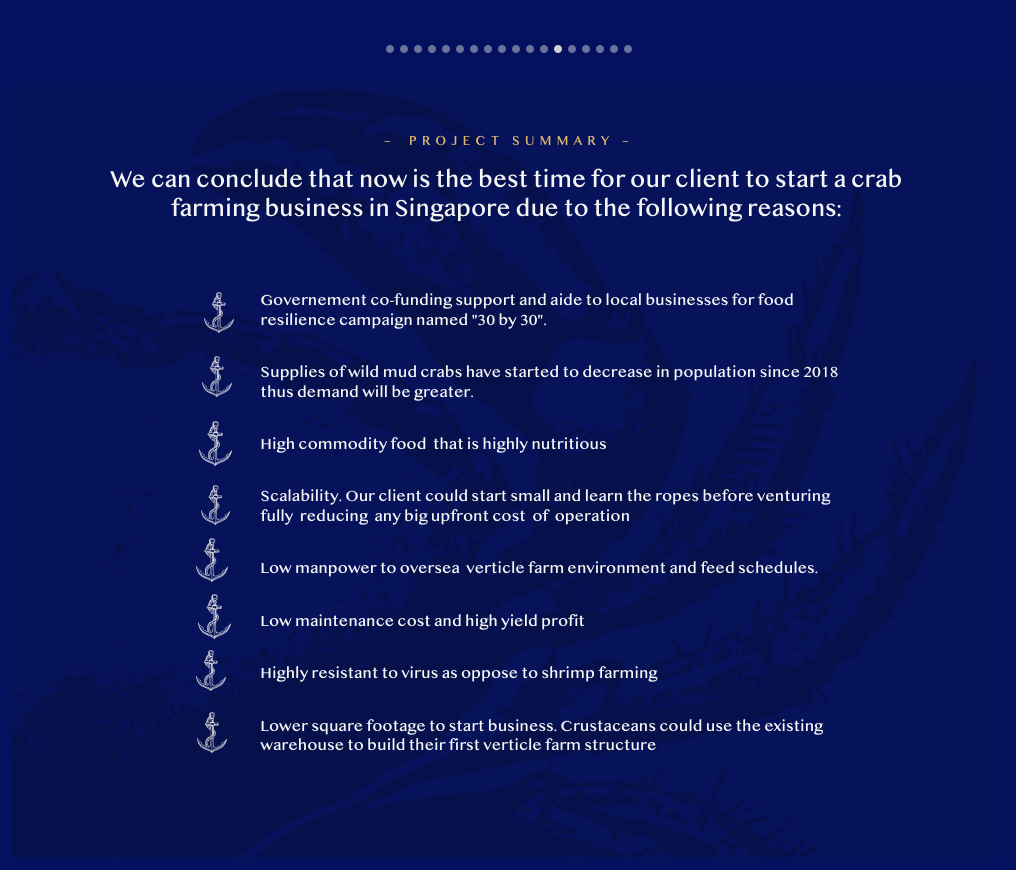 – PROJECT SUMMARY –
We can conclude that now is the best time for our client to start a crab
farming business in Singapore due to the following reasons:
Governement co-funding support and aide to local businesses for food
resilience campaign named "30 by 30".
Supplies of wild mud crabs have started to decrease in population since 2018
thus demand will be greater.
High commodity food that is highly nutritious
Scalability. Our client could start small and learn the ropes before venturing
fully reducing any big upfront cost of operation
Low manpower to oversea verticle farm environment and feed schedules.
Low maintenance cost and high yield profit
Highly resistant to virus as oppose to shrimp farming
Lower square footage to start business. Crustaceans could use the existing
warehouse to build their first verticle farm structure